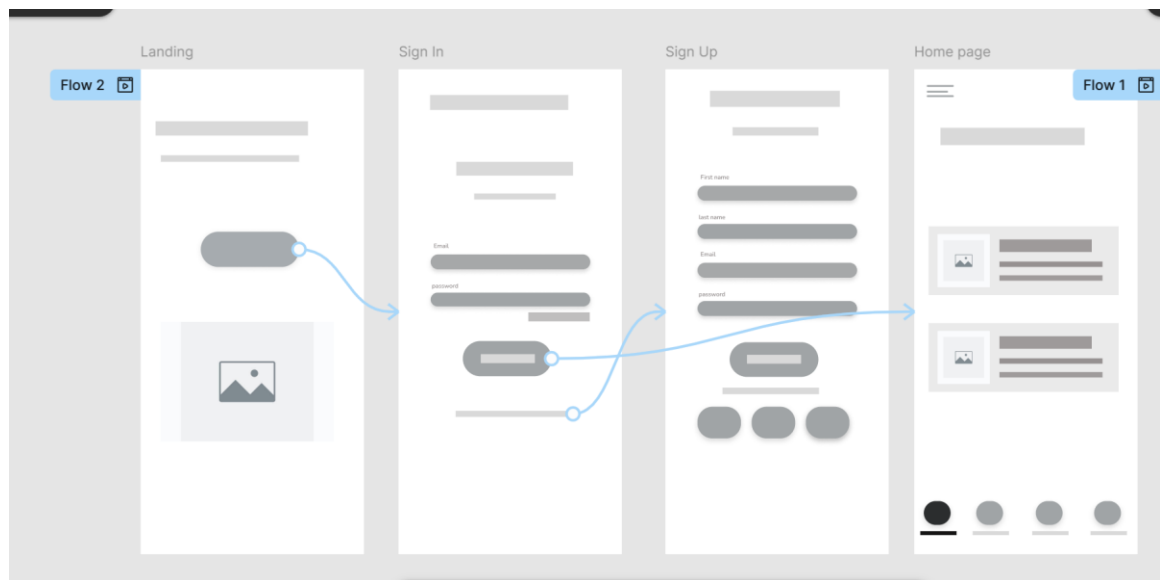 Landing
Sign In
Sign Up
Home page
Flow 2
Flow 1
Email
password
First name
last name
Email
password